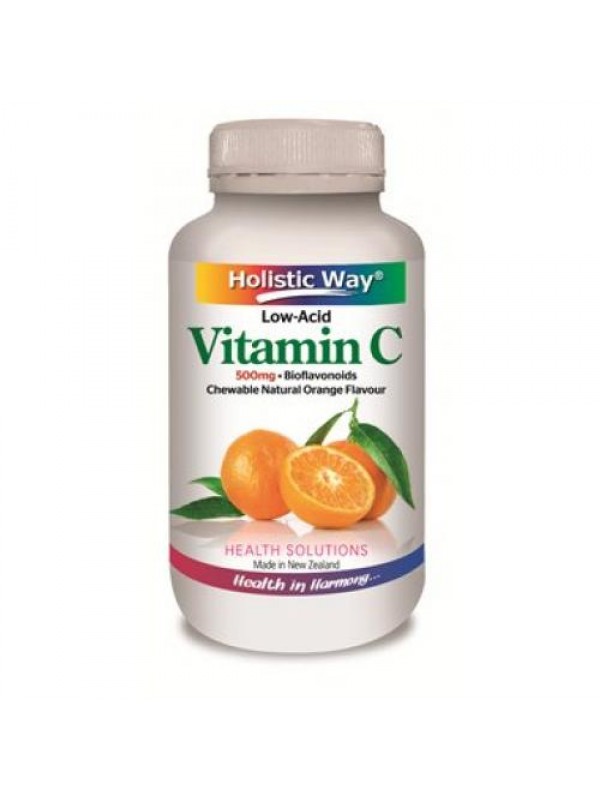 Holistic Way®
Low-Acid
Vitamin C
500mg • Bioflavonoids
Chewable Natural Orange Flavour
HEALTH SOLUTIONS
Made in New Zealand
Health in Harmony...